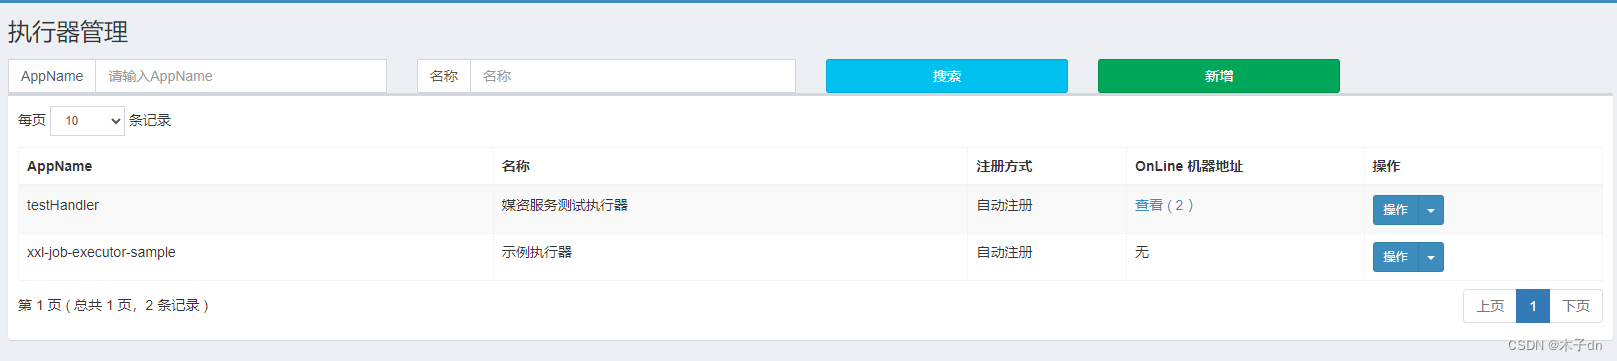 执行器管理
AppName 请输入AppName 名称 名称 搜索 新增
每页 10 条记录
AppName 名称 注册方式 OnLine 机器地址 操作
testHandler 媒资服务测试执行器 自动注册 查看 ( 2 ) 操作
xxl-job-executor-sample 示例执行器 自动注册 无 操作
第 1 页 ( 总共 1 页，2 条记录 ) 上页 1 下页
CSDN @木子dn